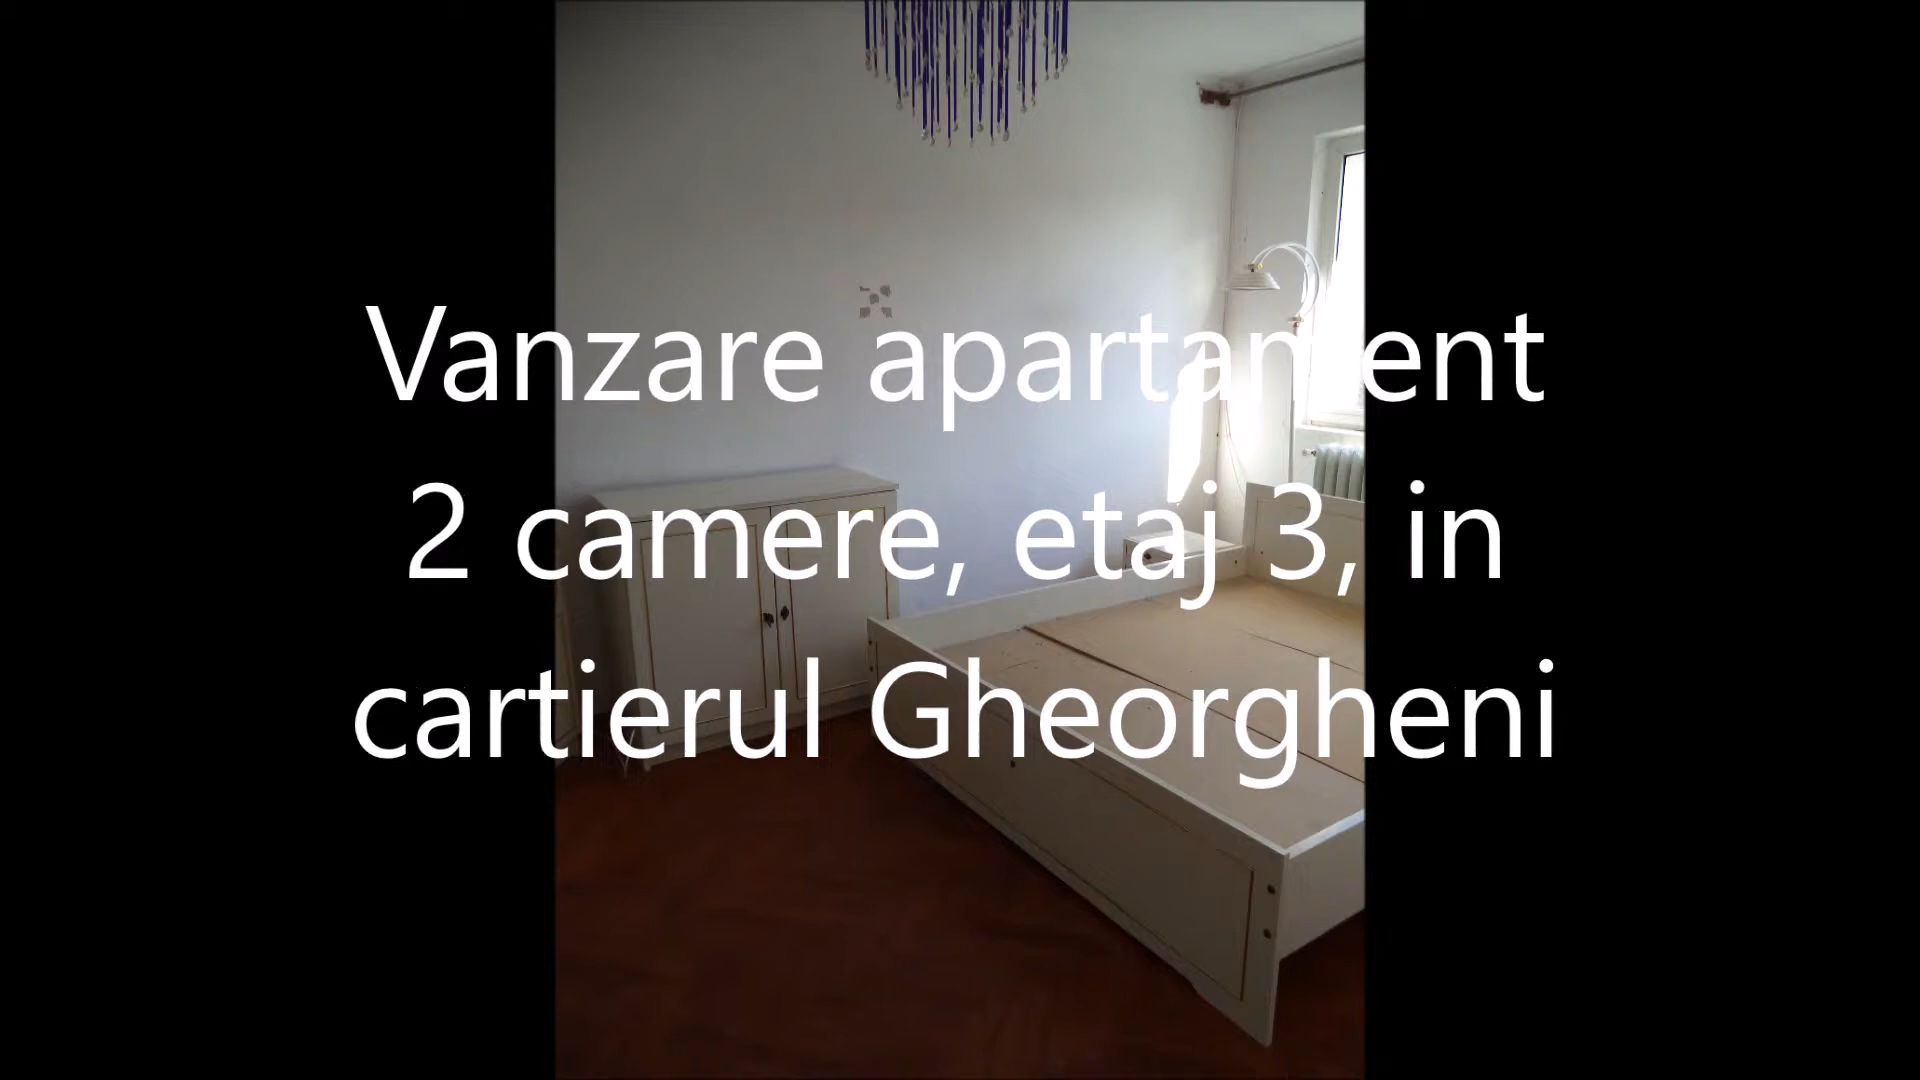 Vanzare apartament
2 camere, etaj 3, in
cartierul Gheorgheni